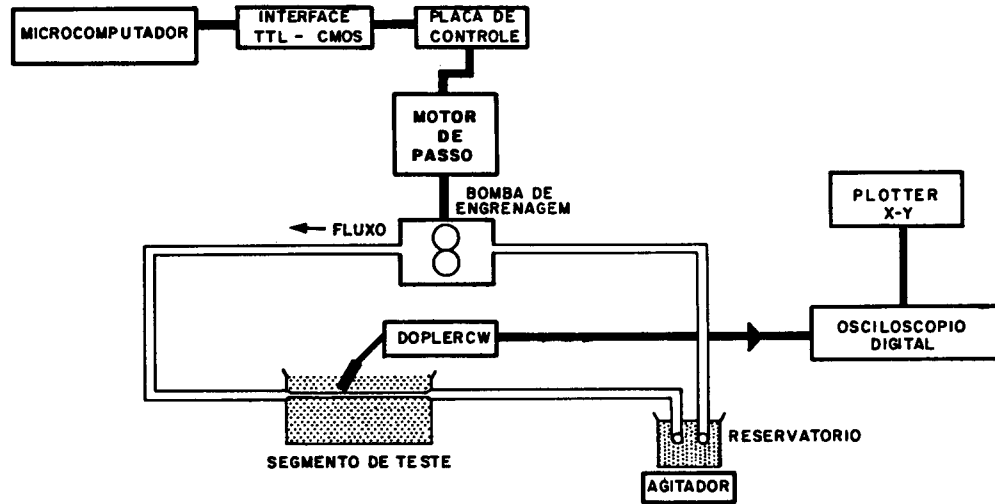 MICROCOMPUTADOR
INTERFACE
TTL - CMOS
PLACA DE
CONTROLE
MOTOR
DE
PASSO
BOMBA DE
ENGRENAGEM
FLUXO
PLOTTER
X-Y
DOPLERCW
OSCILOSCOPIO
DIGITAL
RESERVATORIO
SEGMENTO DE TESTE
AGITADOR